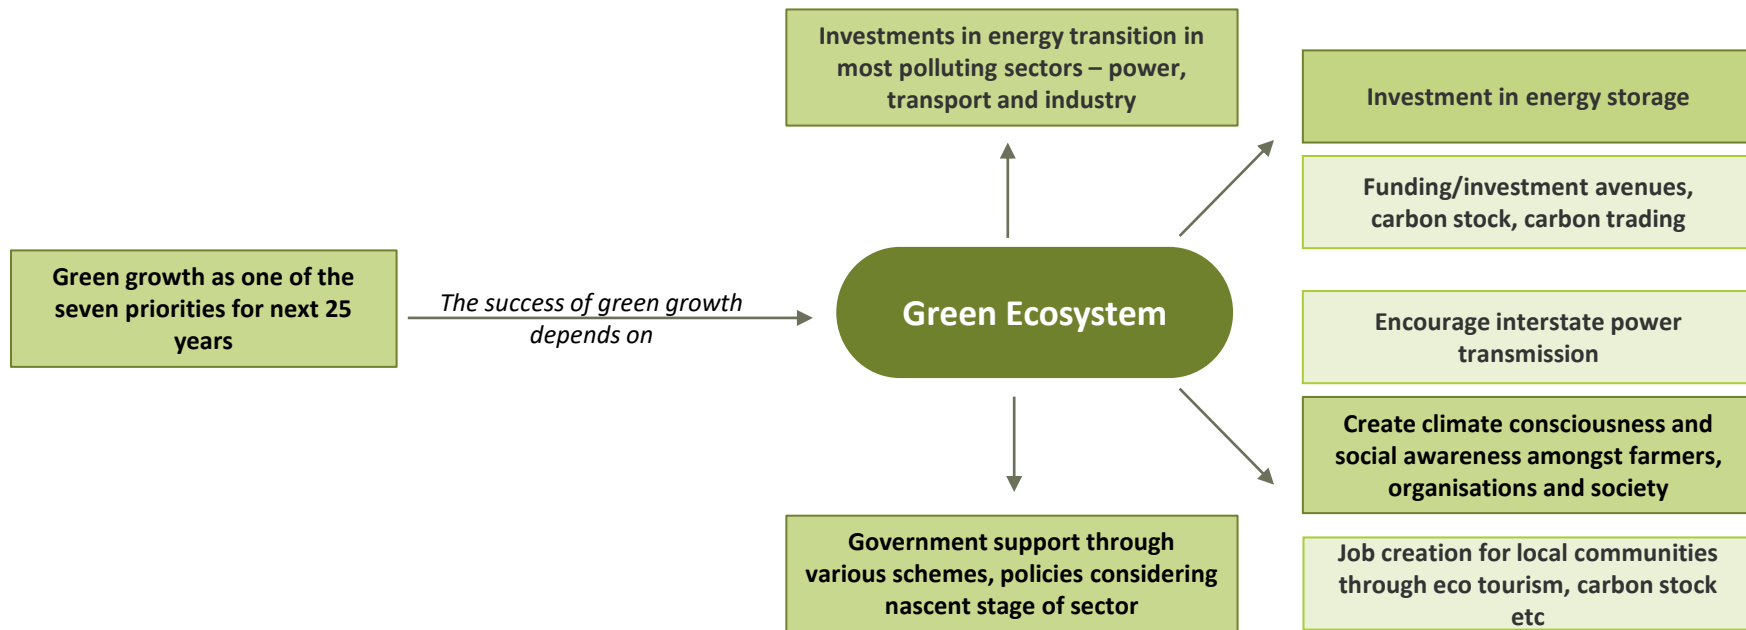 Investments in energy transition in
most polluting sectors – power,
transport and industry
Investment in energy storage
Funding/investment avenues,
carbon stock, carbon trading
Green growth as one of the
seven priorities for next 25
years
The success of green growth
depends on
Green Ecosystem
Encourage interstate power
transmission
Create climate consciousness and
social awareness amongst farmers,
organisations and society
Government support through
various schemes, policies considering
nascent stage of sector
Job creation for local communities
through eco tourism, carbon stock
etc